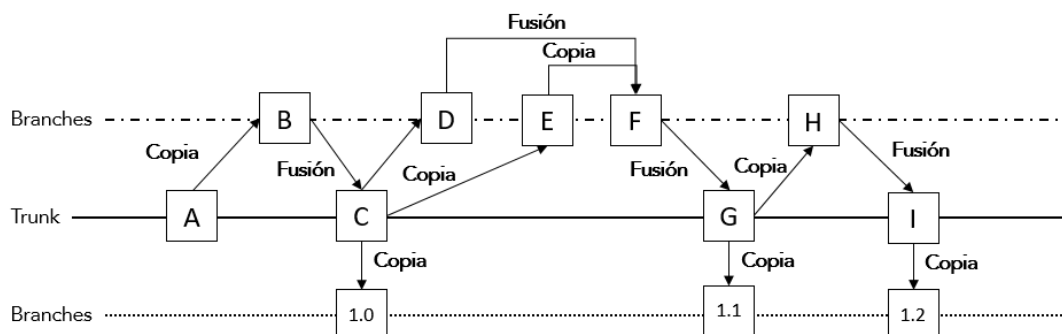 Fusión
Copia
Branches
B
D
E
F
H
Copia
Fusión
Copia
Fusión
Copia
Fusión
Trunk
A
C
G
I
Copia
Copia
Copia
Branches
1.0
1.1
1.2